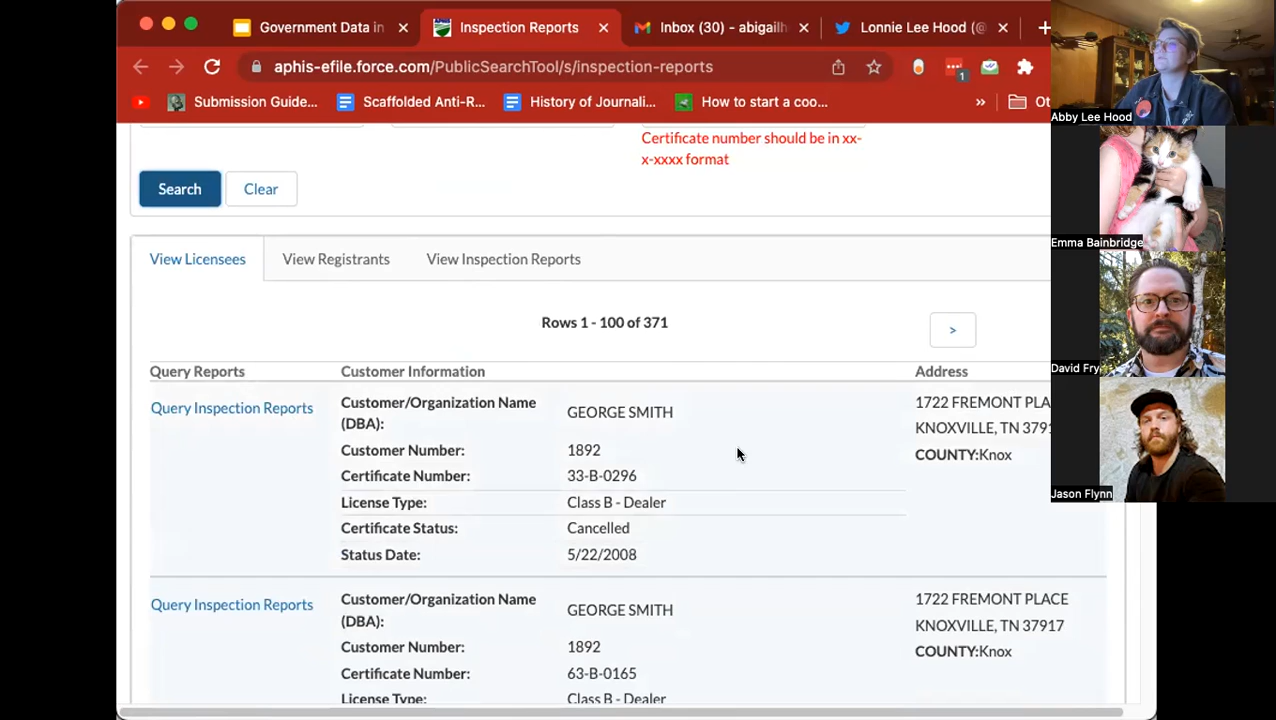 Government Data in
Inspection Reports
Inbox (30) - abigailh
Lonnie Lee Hood (@
aphis-efile.force.com/PublicSearchTool/s/inspection-reports
1
Submission Guide...
Scaffolded Anti-R...
History of Journali...
How to start a coo...
»
Ot
Abby Lee Hood
Emma Bainbridge
David Fry
Jason Flynn
Certificate number should be in xx-
x-xxxx format
Search
Clear
View Licensees
View Registrants
View Inspection Reports
Rows 1 - 100 of 371
>
Query Reports
Customer Information
Address
Query Inspection Reports
Customer/Organization Name
(DBA):
GEORGE SMITH
1722 FREMONT PLA
KNOXVILLE, TN 3791
COUNTY:Knox
Customer Number:
1892
Certificate Number:
33-B-0296
License Type:
Class B - Dealer
Certificate Status:
Cancelled
Status Date:
5/22/2008
Query Inspection Reports
Customer/Organization Name
(DBA):
GEORGE SMITH
1722 FREMONT PLACE
KNOXVILLE, TN 37917
COUNTY:Knox
Customer Number:
1892
Certificate Number:
63-B-0165
License Type:
Class B - Dealer